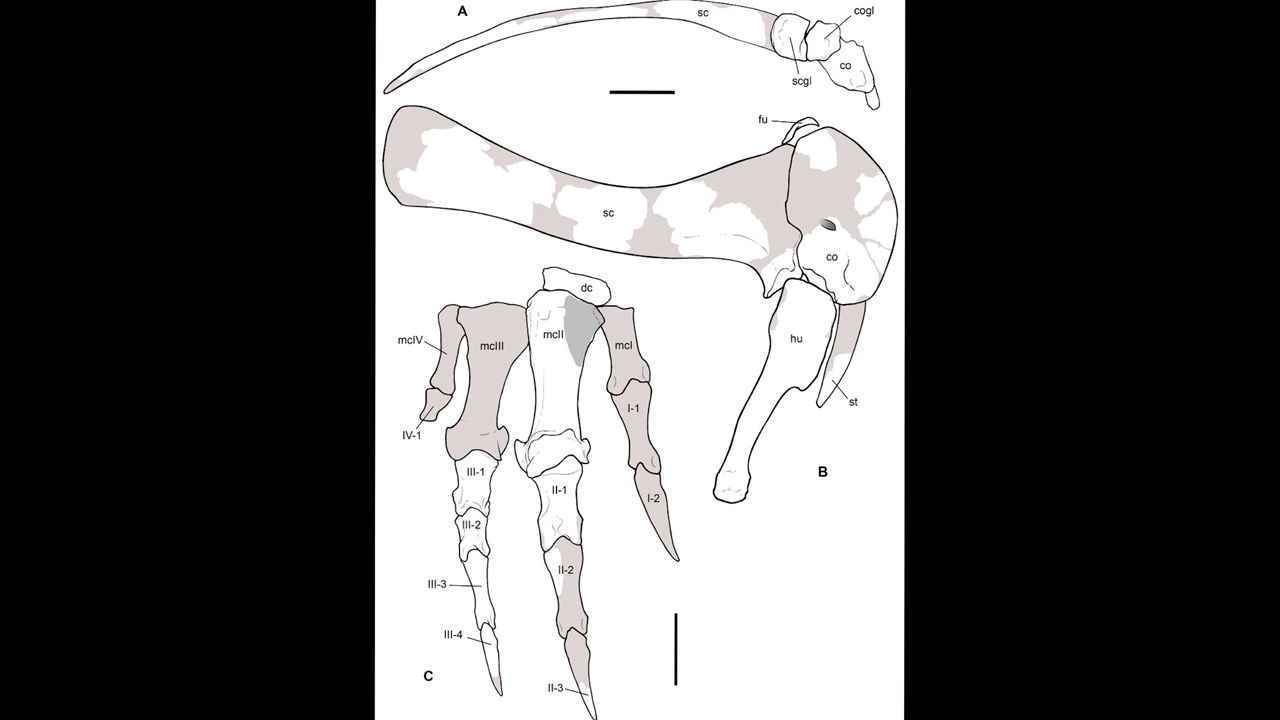 A
sc
cogl
co
scgl
fu
sc
co
dc
mcII
mcI
mcIV
mcIII
hu
I-1
st
IV-1
III-1
B
II-1
I-2
III-2
II-2
III-3
III-4
C
II-3